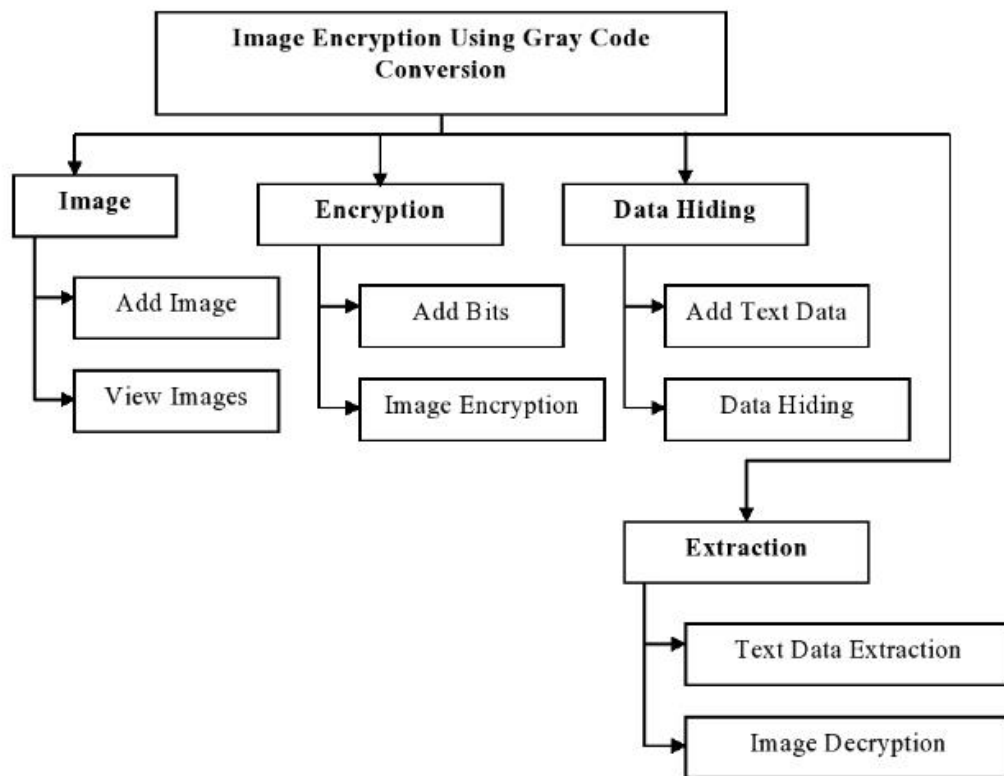 Image Encryption Using Gray Code
Conversion
Image
Encryption
Data Hiding
Add Image
Add Bits
Add Text Data
View Images
Image Encryption
Data Hiding
Extraction
Text Data Extraction
Image Decryption